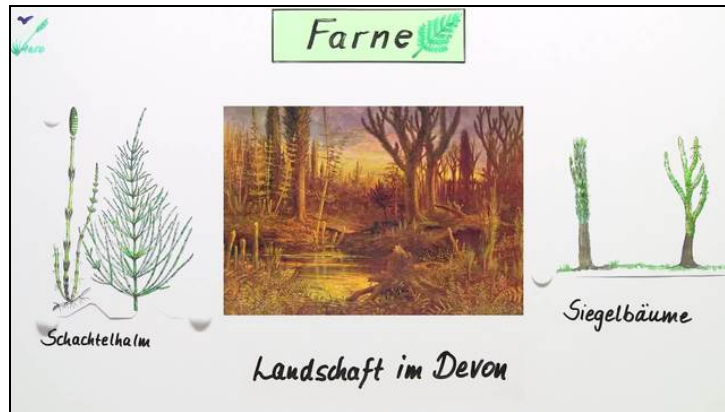 Farne
Schachtelhalm
Siegelbäume
Landschaft im Devon